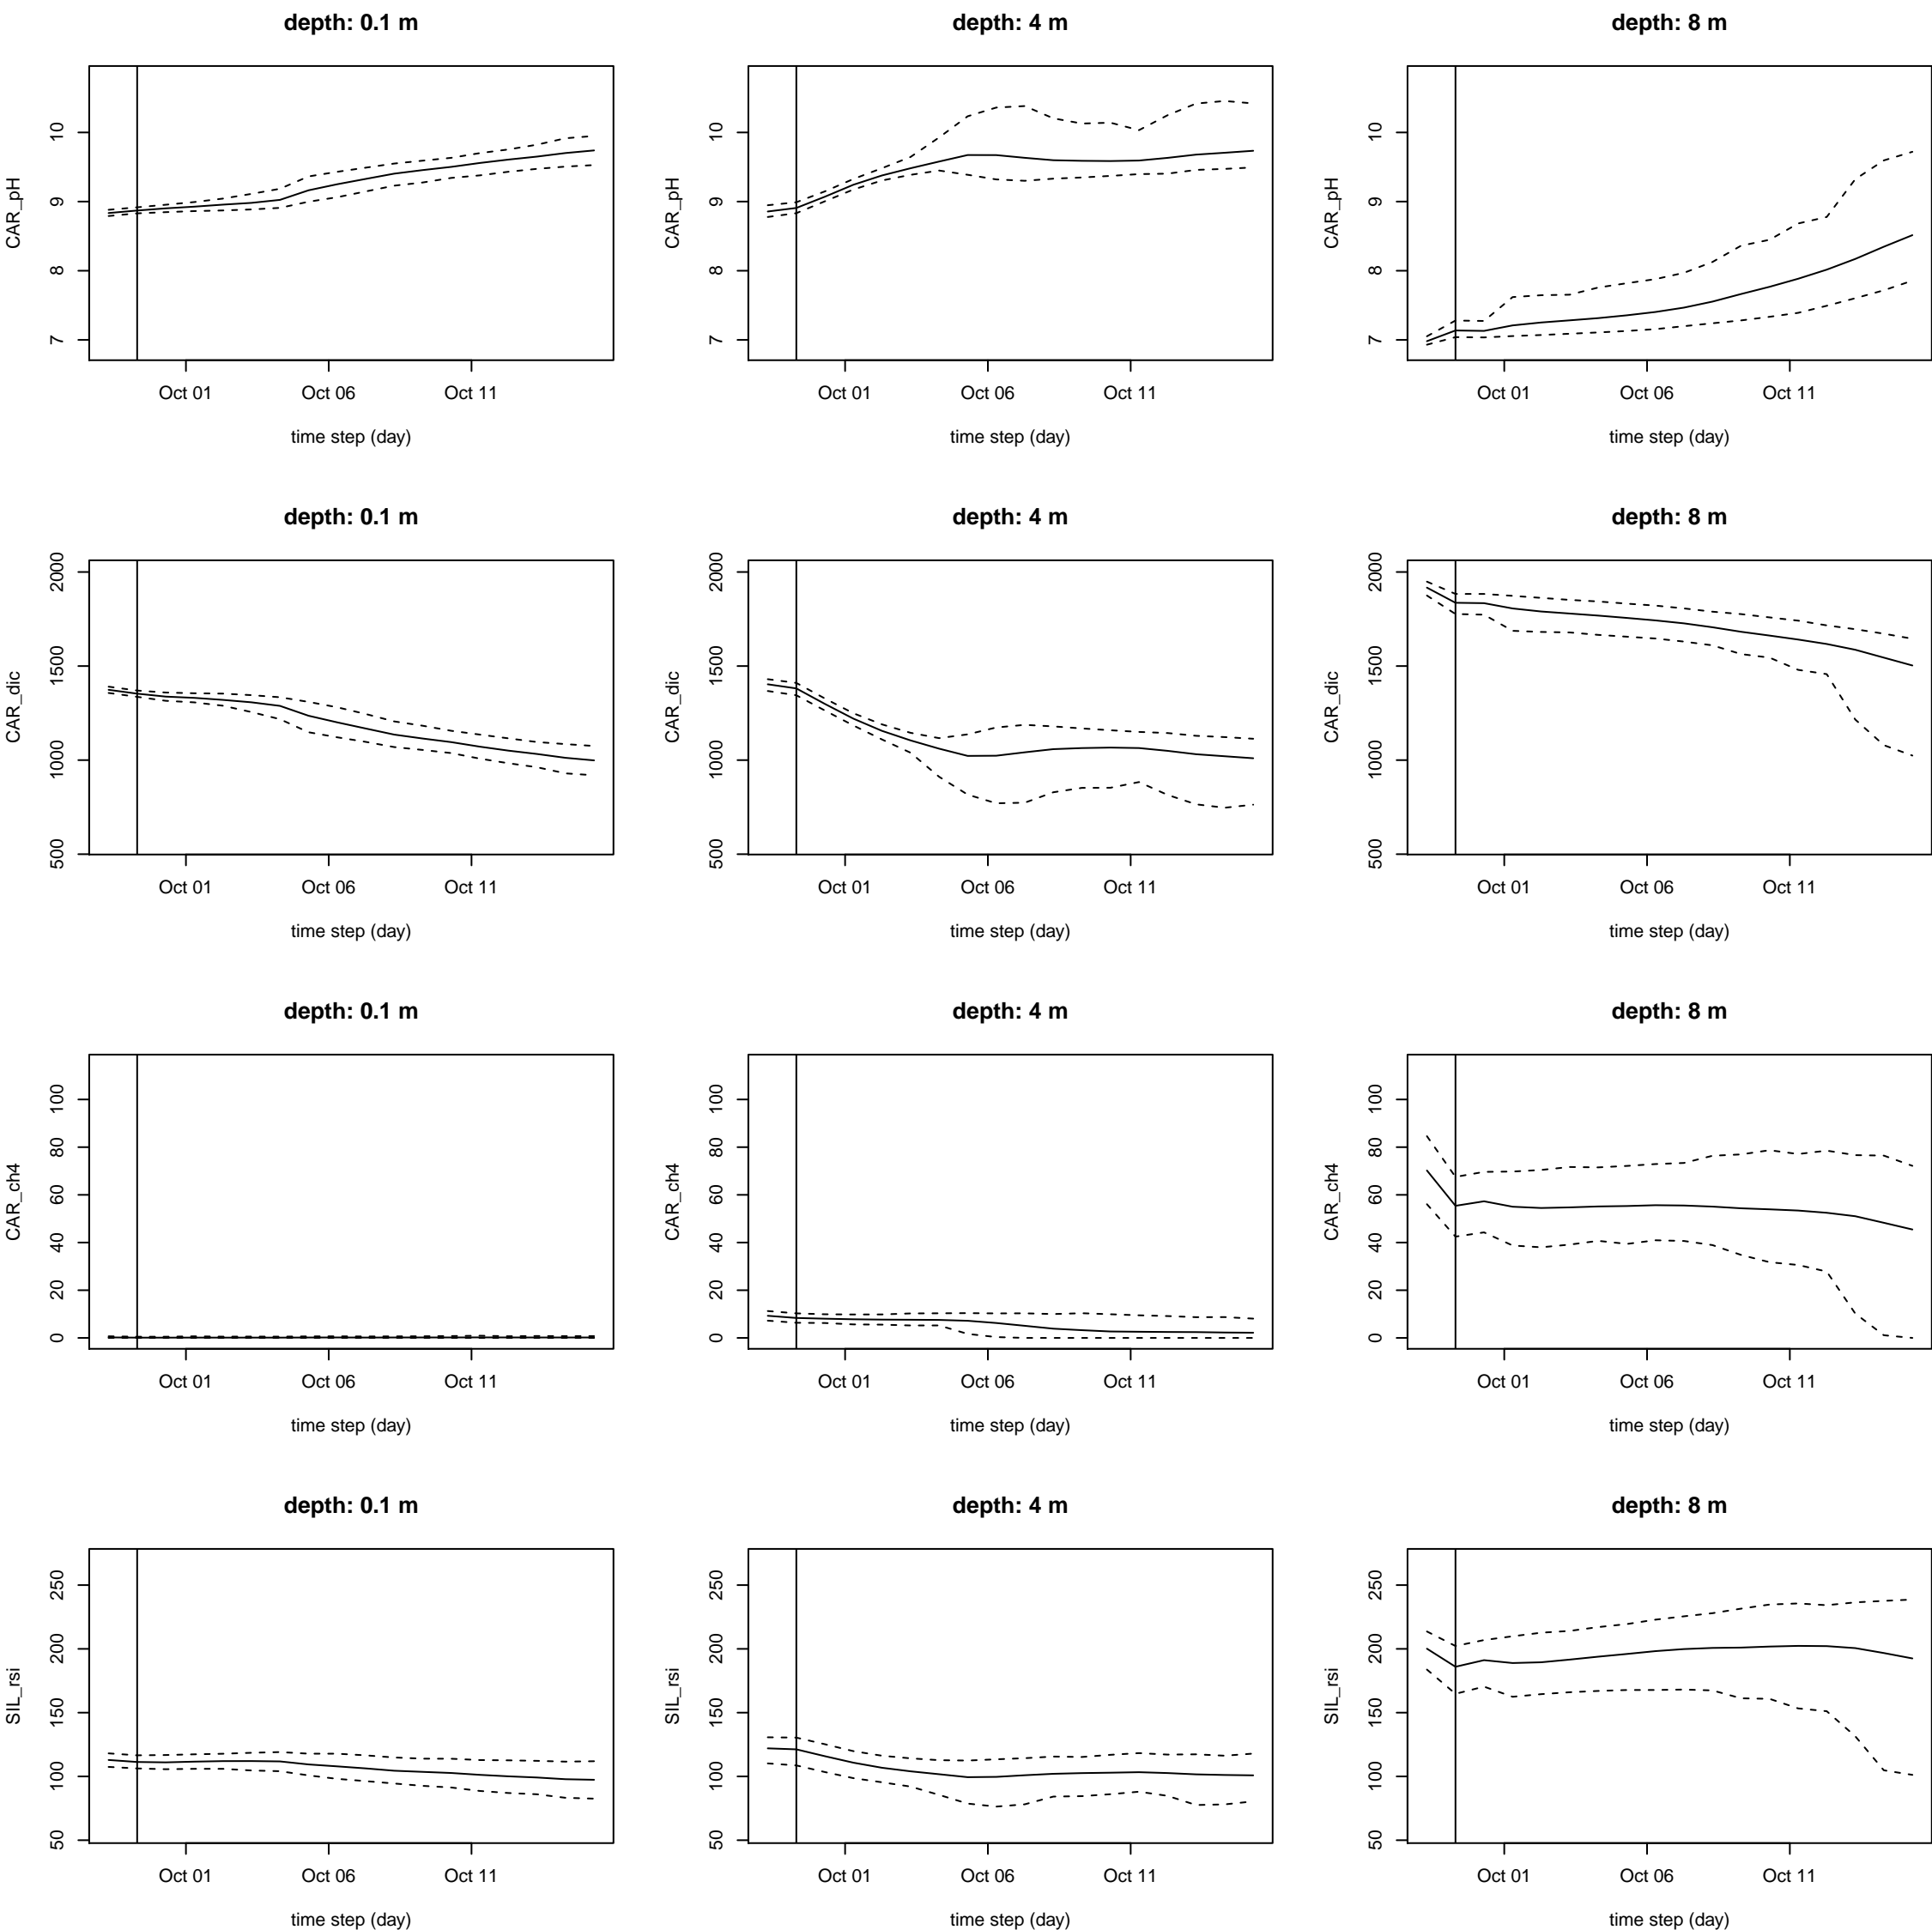 depth: 0.1 m depth: 4 m depth: 8 m
CAR_pH 7 8 9 10 CAR_pH 7 8 9 10 CAR_pH 7 8 9 10
Oct 01 Oct 06 Oct 11 Oct 01 Oct 06 Oct 11 Oct 01 Oct 06 Oct 11
time step (day) time step (day) time step (day)
depth: 0.1 m depth: 4 m depth: 8 m
CAR_dic 500 1000 1500 2000 CAR_dic 500 1000 1500 2000 CAR_dic 500 1000 1500 2000
Oct 01 Oct 06 Oct 11 Oct 01 Oct 06 Oct 11 Oct 01 Oct 06 Oct 11
time step (day) time step (day) time step (day)
depth: 0.1 m depth: 4 m depth: 8 m
CAR_ch4 0 20 40 60 80 100 CAR_ch4 0 20 40 60 80 100 CAR_ch4 0 20 40 60 80 100
Oct 01 Oct 06 Oct 11 Oct 01 Oct 06 Oct 11 Oct 01 Oct 06 Oct 11
time step (day) time step (day) time step (day)
depth: 0.1 m depth: 4 m depth: 8 m
SIL_rsi 50 100 150 200 250 SIL_rsi 50 100 150 200 250 SIL_rsi 50 100 150 200 250
Oct 01 Oct 06 Oct 11 Oct 01 Oct 06 Oct 11 Oct 01 Oct 06 Oct 11
time step (day) time step (day) time step (day)